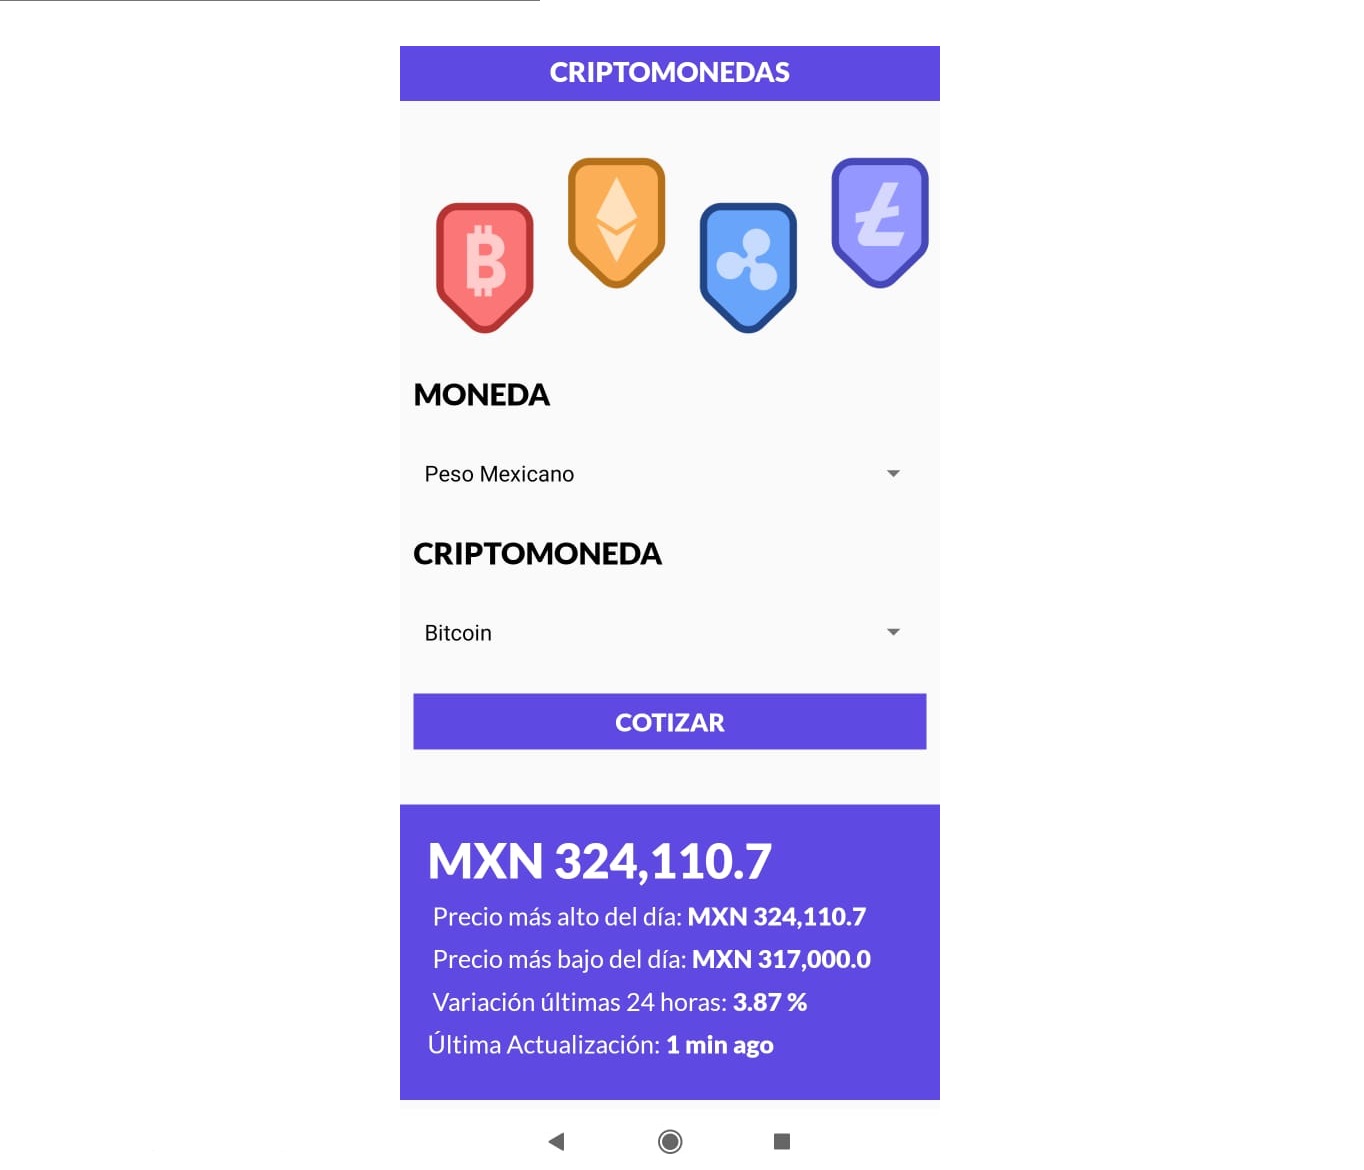 CRIPTOMONEDAS
MONEDA
Peso Mexicano
CRIPTOMONEDA
Bitcoin
COTIZAR
MXN 324,110.7
Precio más alto del día: MXN 324,110.7
Precio más bajo del día: MXN 317,000.0
Variación últimas 24 horas: 3.87 %
Última Actualización: 1 min ago